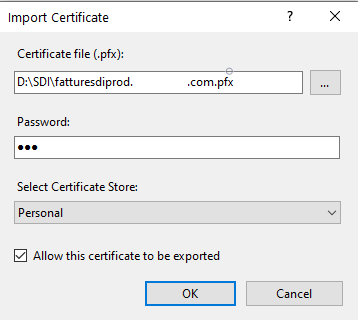 Import Certificate
Certificate file (.pfx):
D:\SDI\fatturesdiprod. .com.pfx
...
Password:
●●●
Select Certificate Store:
Personal
Allow this certificate to be exported
OK Cancel